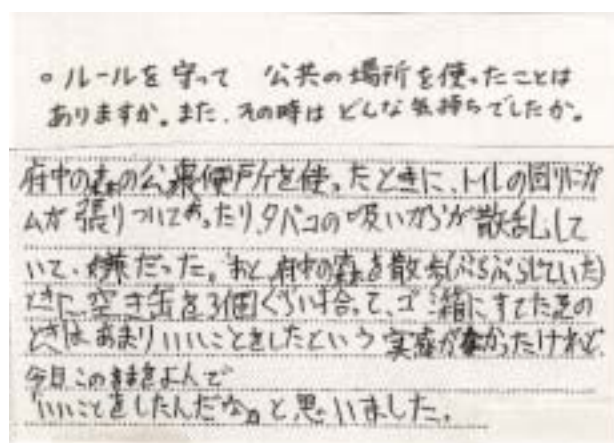 ○ルールを守って 公共の場所を使ったことは
ありますか。また、その時はどんな気持ちでしたか。
府中の森の公衆便所を使ったときに、トイレの回りにガ
ムが張りついてあったり、タバコの吸いがらが散乱して
いて、嫌だった。あと、府中の森を散歩(ぶらぶらしていた)
ときに、空き缶を3個くらい拾って、ゴミ箱にすてた。その
ときはあまりいいことをしたという実感がなかったけれど、
今日このをよんで
「いいことをしたんだな」と思いました。